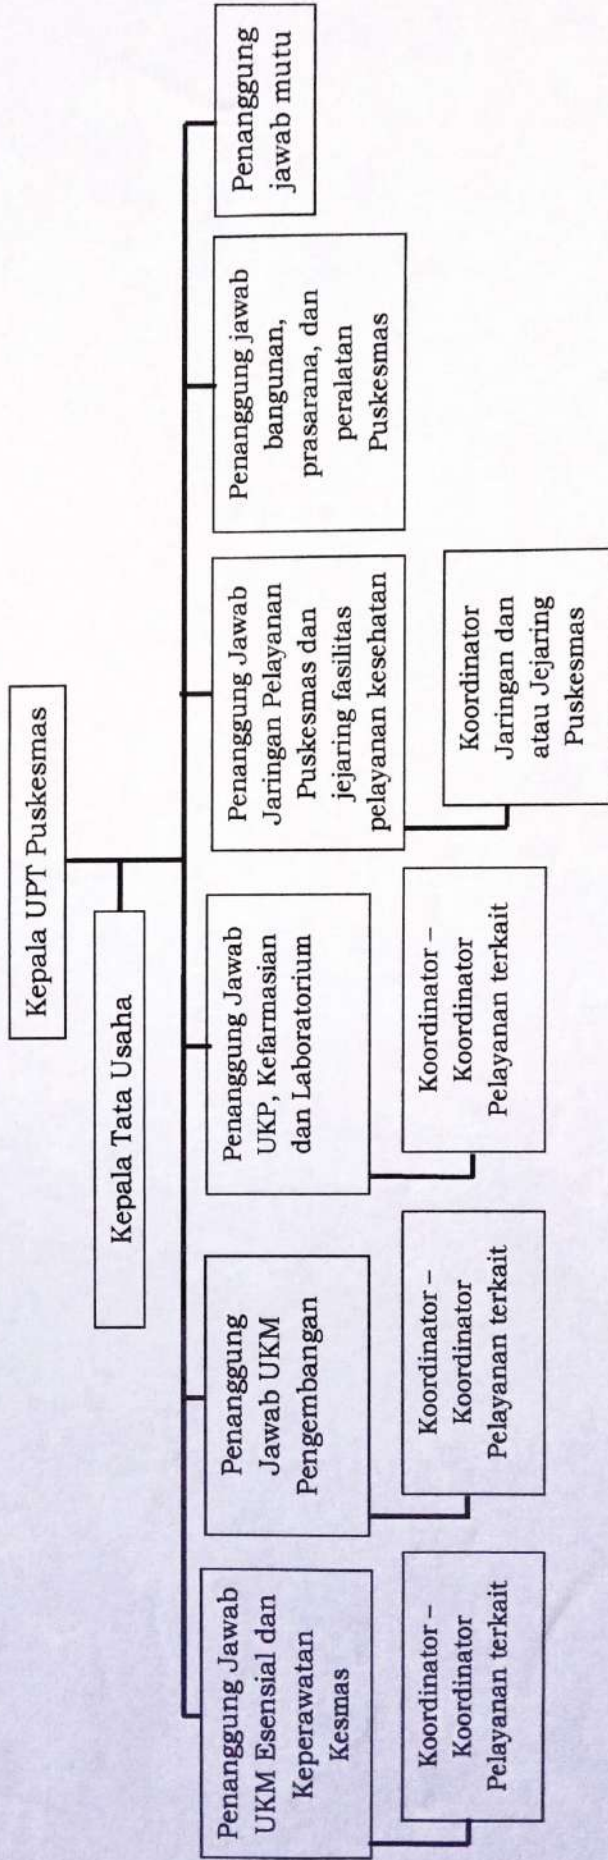 Kepala UPT Puskesmas
Kepala Tata Usaha
Penanggung Jawab
UKM Esensial dan
Keperawatan
Kesmas
Penanggung
Jawab UKM
Pengembangan
Penanggung Jawab
UKP, Kefarmasian
dan Laboratorium
Penanggung Jawab
Jaringan Pelayanan
Puskesmas dan
jejaring fasilitas
pelayanan kesehatan
Penanggung jawab
bangunan,
prasarana, dan
peralatan
Puskesmas
Penanggung
jawab mutu
Koordinator –
Koordinator
Pelayanan terkait
Koordinator –
Koordinator
Pelayanan terkait
Koordinator –
Koordinator
Pelayanan terkait
Koordinator
Jaringan dan
atau Jejaring
Puskesmas